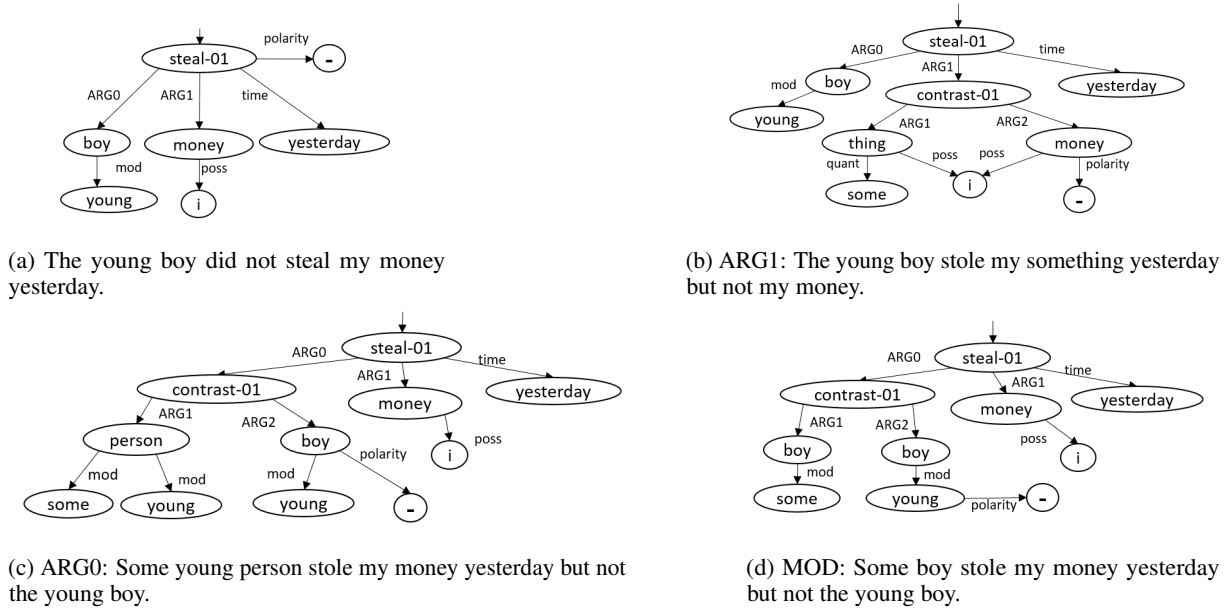 polarity
steal-01
-
ARG0
ARG1
time
boy
money
yesterday
mod
poss
young
i
(a) The young boy did not steal my money
yesterday.
steal-01
ARG0
time
ARG1
boy
yesterday
mod
contrast-01
young
ARG1
ARG2
thing
money
quant
poss
poss
polarity
i
some
-
(b) ARG1: The young boy stole my something yesterday
but not my money.
steal-01
ARG0
time
ARG1
contrast-01
yesterday
money
ARG1
ARG2
person
boy
poss
i
polarity
mod
mod
mod
some
young
young
-
(c) ARG0: Some young person stole my money yesterday but not
the young boy.
steal-01
ARG0
time
ARG1
contrast-01
yesterday
money
ARG1
ARG2
poss
boy
boy
i
mod
mod
some
young
polarity
-
(d) MOD: Some boy stole my money yesterday
but not the young boy.